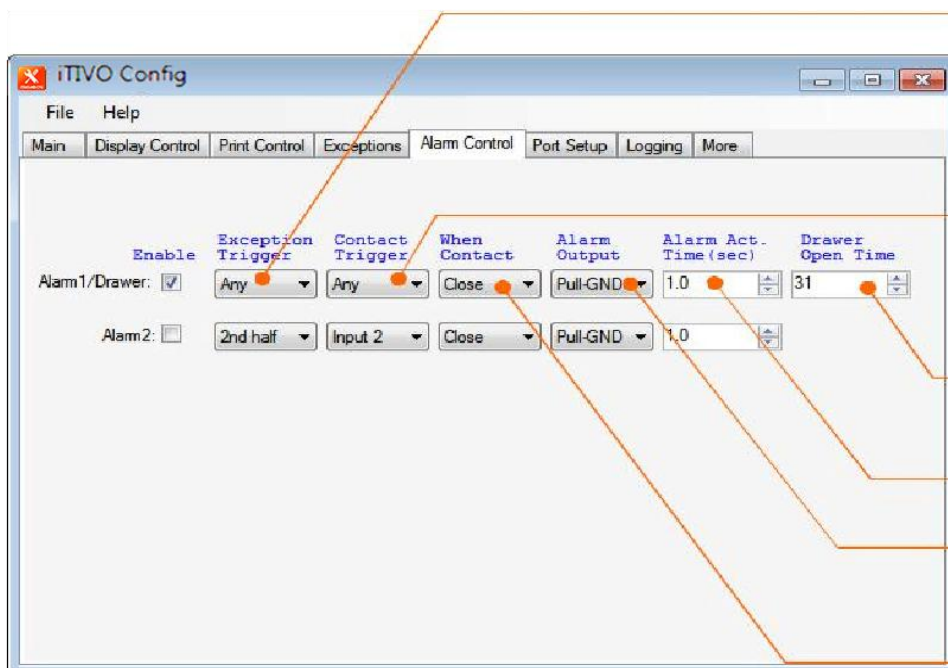 iTIVO Config
File Help
Main Display Control Print Control Exceptions Alarm Control Port Setup Logging More
Enable Exception Trigger Contact Trigger When Contact Alarm Output Alarm Act. Time(sec) Drawer Open Time
Alarm1/Drawer: Any Any Close Pull-GND 1.0 31
Alarm2: 2nd half Input 2 Close Pull-GND 1.0